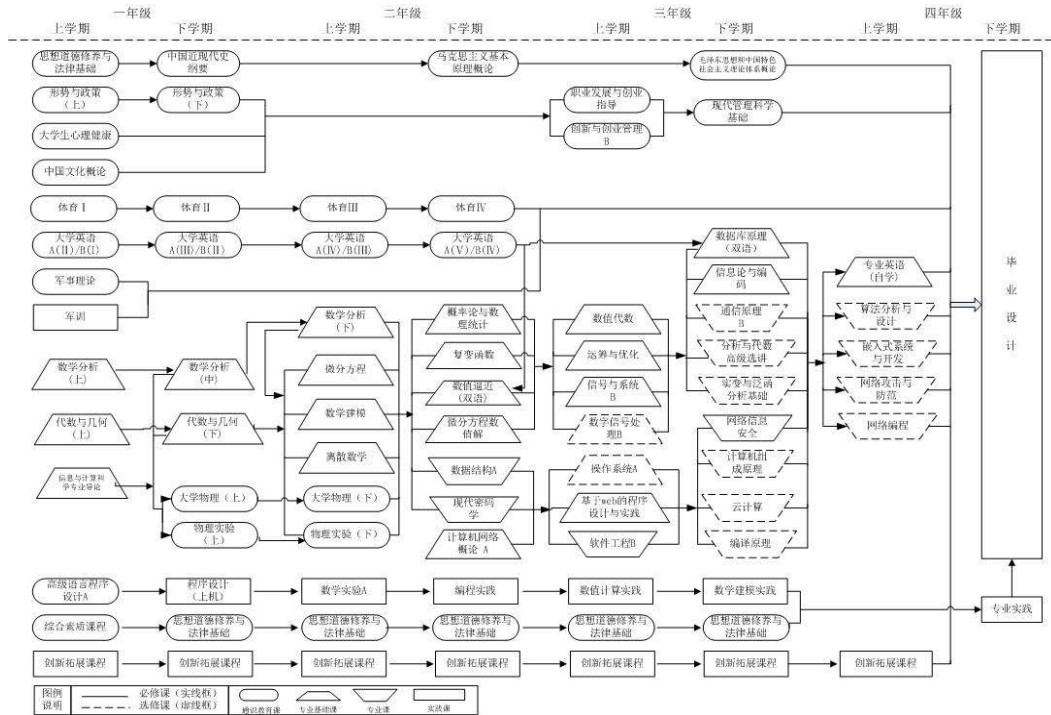 一年级 二年级 三年级 四年级
上学期 下学期 上学期 下学期 上学期 下学期 上学期 下学期
思想道德修养与
法律基础
中国近现代史
纲要
马克思主义基本
原理概论
毛泽东思想和中国特色
社会主义理论体系概论
形势与政策
(上)
形势与政策
(下)
职业发展与创业
指导
现代管理科学
基础
大学生心理健康
创新与创业管理
B
中国文化概论
体育Ⅰ
体育Ⅱ
体育Ⅲ
体育Ⅳ
大学英语
A(Ⅱ)/B(Ⅰ)
大学英语
A(Ⅲ)/B(Ⅱ)
大学英语
A(Ⅳ)/B(Ⅲ)
大学英语
A(Ⅴ)/B(Ⅳ)
数据库原理
(双语)
军事理论
信息论与编
码
专业英语
(自学)
军训
数学分析
(下)
概率论与数
理统计
数值代数
通信原理
B
算法分析与
设计
数学分析
(上)
数学分析
(中)
微分方程
复变函数
运筹与优化
分析与代数
高级选讲
嵌入式系统
与开发
数学建模
数值逼近
(双语)
信号与系统
B
实变与泛函
分析基础
网络攻击与
防范
代数与几何
(上)
代数与几何
(下)
离散数学
微分方程数
值解
数字信号处
理B
网络信息
安全
网络编程
信息与计算科
学专业导论
大学物理(上)
大学物理(下)
数据结构A
操作系统A
计算机组
成原理
现代密码
学
基于web的程序
设计与实践
云计算
物理实验
(上)
物理实验(下)
计算机网络
概论 A
软件工程B
编译原理
毕业设计
高级语言程序
设计A
程序设计
(上机)
数学实验A
编程实践
数值计算实践
数学建模实践
专业实践
综合素质课程
思想道德修养与
法律基础
思想道德修养与
法律基础
思想道德修养与
法律基础
思想道德修养与
法律基础
思想道德修养与
法律基础
创新拓展课程
创新拓展课程
创新拓展课程
创新拓展课程
创新拓展课程
创新拓展课程
创新拓展课程
图例
说明
必修课(实线框)
选修课(虚线框)
通识教育课
专业基础课
专业课
实践课